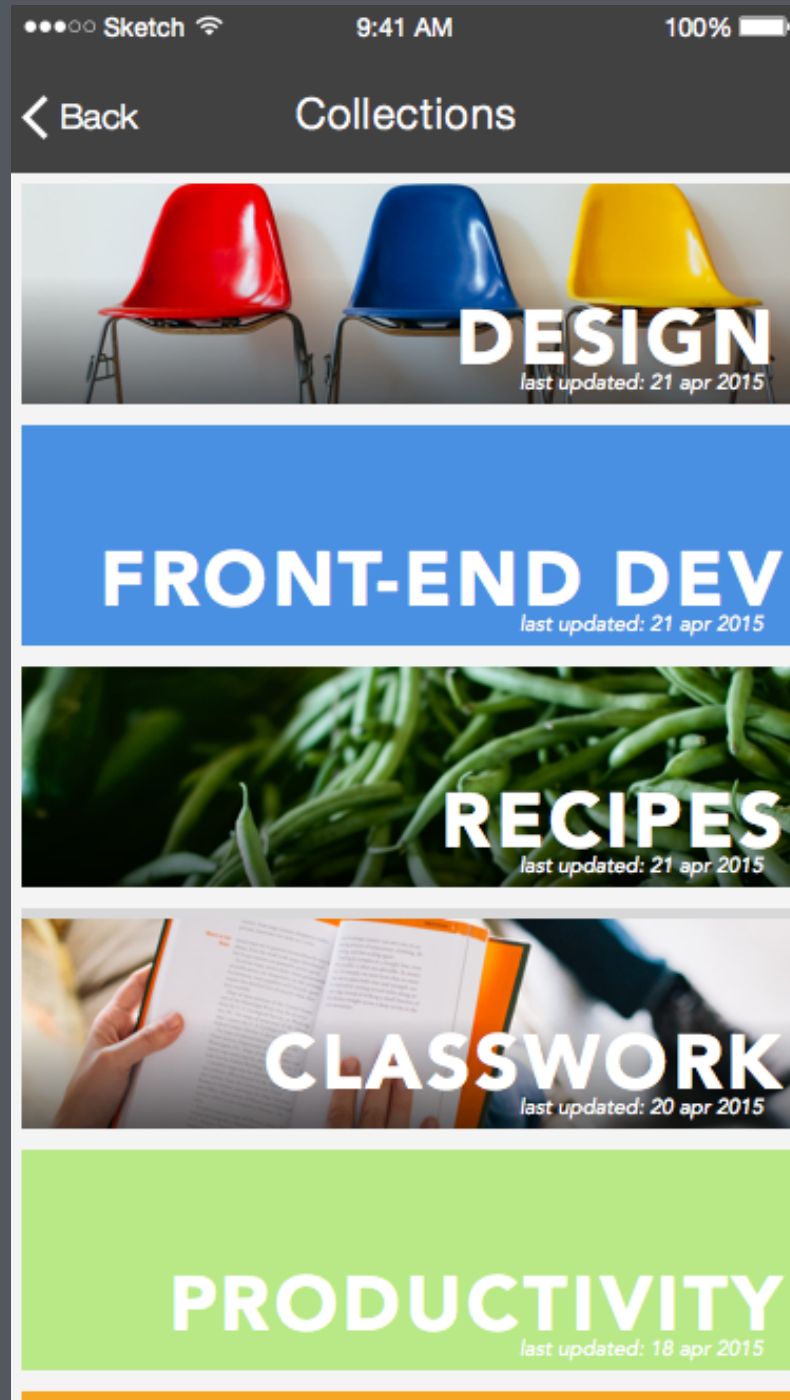 Sketch 9:41 AM 100%
Back Collections
DESIGN
last updated: 21 apr 2015
FRONT-END DEV
last updated: 21 apr 2015
RECIPES
last updated: 21 apr 2015
CLASSWORK
last updated: 20 apr 2015
PRODUCTIVITY
last updated: 18 apr 2015